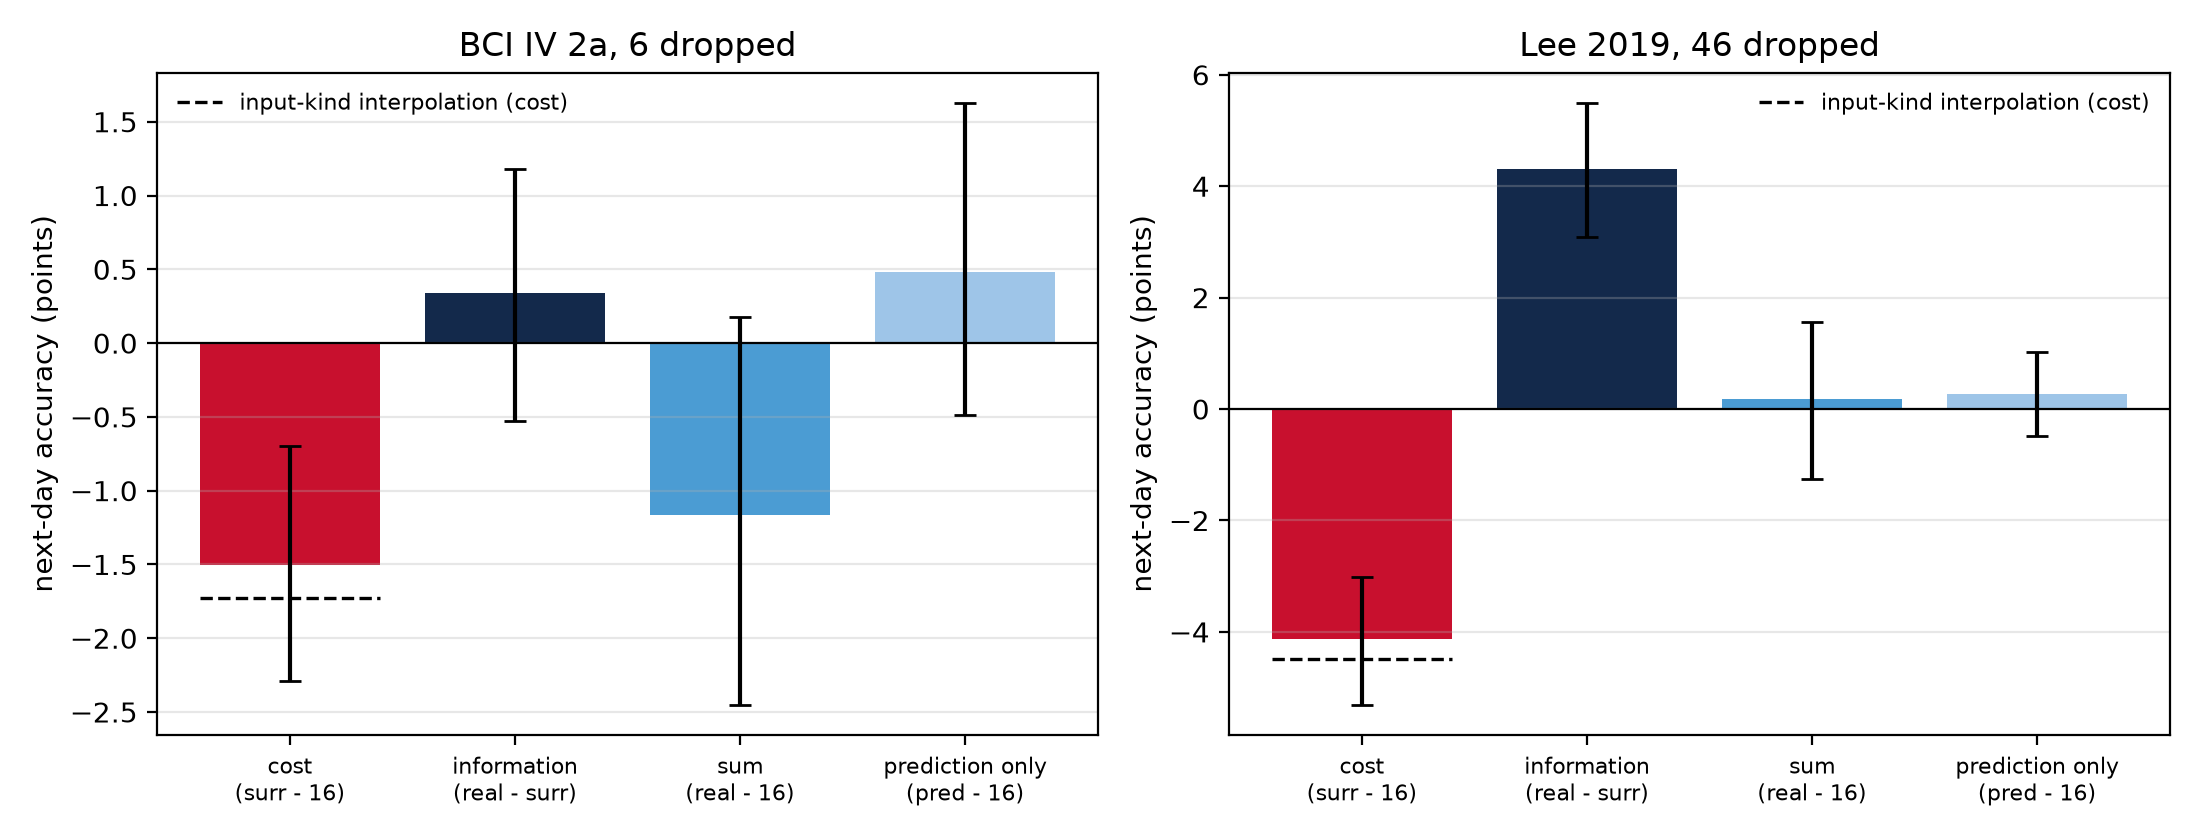 BCI IV 2a, 6 dropped
next-day accuracy (points)
1.5
1.0
0.5
0.0
−0.5
−1.0
−1.5
−2.0
−2.5
input-kind interpolation (cost)
cost
(surr - 16)
information
(real - surr)
sum
(real - 16)
prediction only
(pred - 16)
Lee 2019, 46 dropped
next-day accuracy (points)
6
4
2
0
−2
−4
input-kind interpolation (cost)
cost
(surr - 16)
information
(real - surr)
sum
(real - 16)
prediction only
(pred - 16)